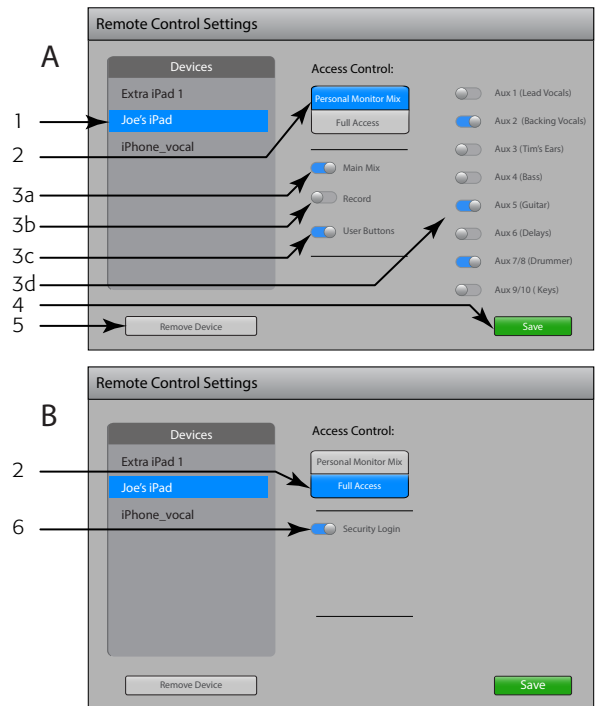 Remote Control Settings
A
Devices
Access Control:
Extra iPad 1
Personal Monitor Mix
Aux 1 (Lead Vocals)
1
Joe's iPad
Full Access
Aux 2 (Backing Vocals)
2
iPhone_vocal
Aux 3 (Tim's Ears)
3a
Main Mix
Aux 4 (Bass)
3b
Record
Aux 5 (Guitar)
3c
User Buttons
Aux 6 (Delays)
3d
Aux 7/8 (Drummer)
4
Aux 9/10 ( Keys)
5
Remove Device
Save
Remote Control Settings
B
Devices
Access Control:
Extra iPad 1
Personal Monitor Mix
2
Joe's iPad
Full Access
iPhone_vocal
6
Security Login
Remove Device
Save